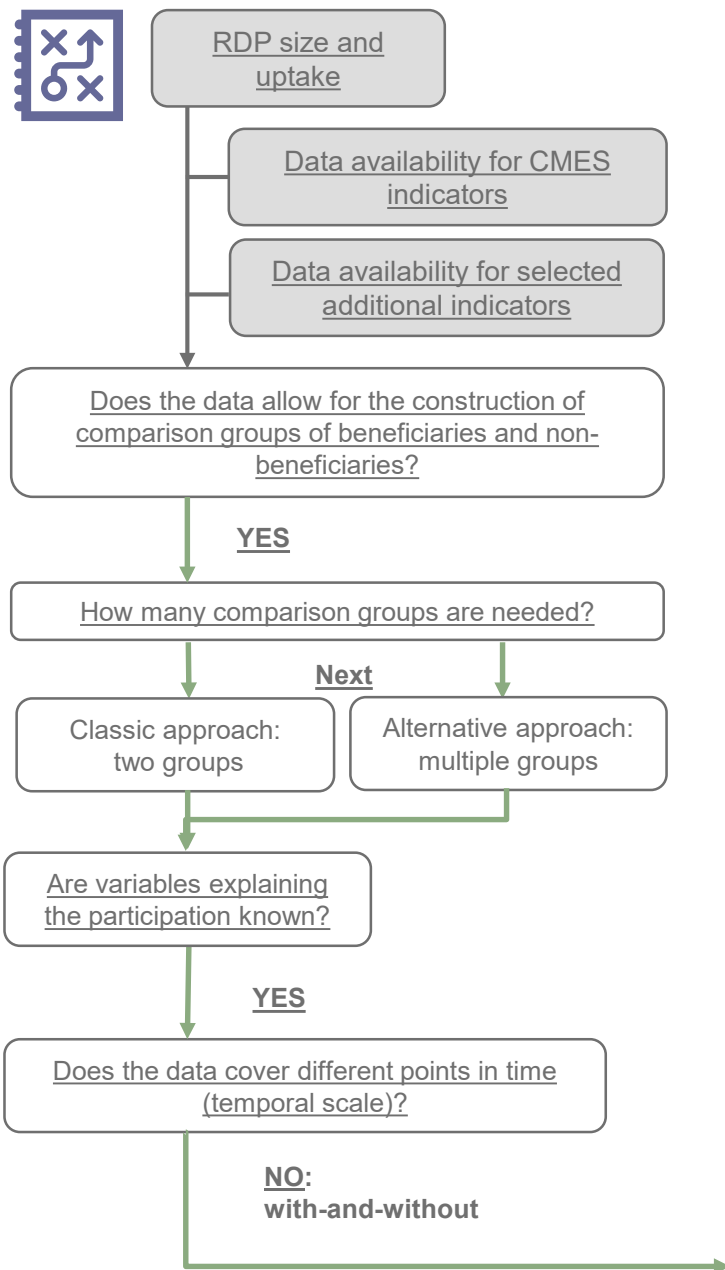 RDP size and
uptake
Data availability for CMES
indicators
Data availability for selected
additional indicators
Does the data allow for the construction of
comparison groups of beneficiaries and non-
beneficiaries?
YES
How many comparison groups are needed?
Next
Classic approach:
two groups
Alternative approach:
multiple groups
Are variables explaining
the participation known?
YES
Does the data cover different points in time
(temporal scale)?
NO:
with-and-without